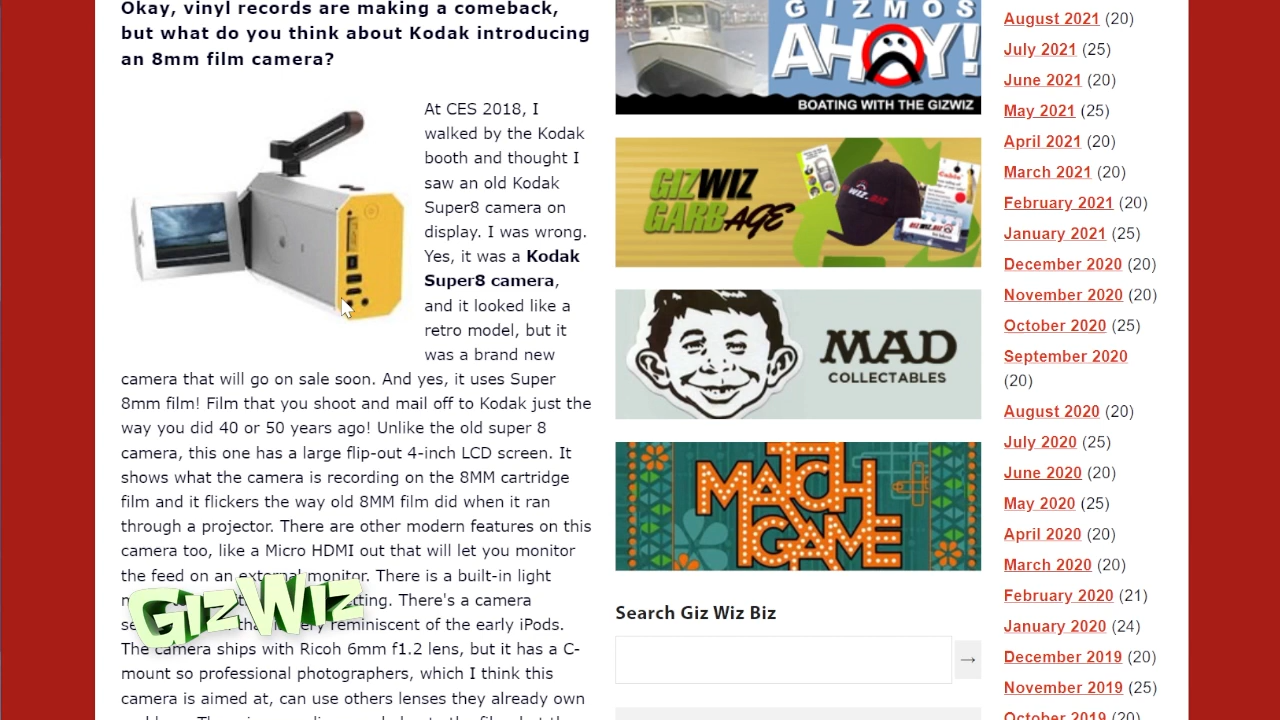 Okay, vinyl records are making a comeback,
but what do you think about Kodak introducing
an 8mm film camera?
At CES 2018, I
walked by the Kodak
booth and thought I
saw an old Kodak
Super8 camera on
display. I was wrong.
Yes, it was a Kodak
Super8 camera,
and it looked like a
retro model, but it
was a brand new
camera that will go on sale soon. And yes, it uses Super
8mm film! Film that you shoot and mail off to Kodak just the
way you did 40 or 50 years ago! Unlike the old super 8
camera, this one has a large flip-out 4-inch LCD screen. It
shows what the camera is recording on the 8MM cartridge
film and it flickers the way old 8MM film did when it ran
through a projector. There are other modern features on this
camera too, like a Micro HDMI out that will let you monitor
the feed on an external monitor. There is a built-in light
There's a camera
reminiscent of the early iPods.
The camera ships with Ricoh 6mm f1.2 lens, but it has a C-
mount so professional photographers, which I think this
camera is aimed at, can use others lenses they already own
GIZWIZ
GIZMOS
AHOY!
BOATING WITH THE GIZWIZ
GIZWIZ
GARBAGE
MAD
COLLECTABLES
MATCH
GAME
Search Giz Wiz Biz
→
August 2021 (20)
July 2021 (25)
June 2021 (20)
May 2021 (25)
April 2021 (20)
March 2021 (20)
February 2021 (20)
January 2021 (25)
December 2020 (20)
November 2020 (20)
October 2020 (25)
September 2020
(20)
August 2020 (20)
July 2020 (25)
June 2020 (20)
May 2020 (25)
April 2020 (20)
March 2020 (20)
February 2020 (21)
January 2020 (24)
December 2019 (20)
November 2019 (25)
October 2019 (20)